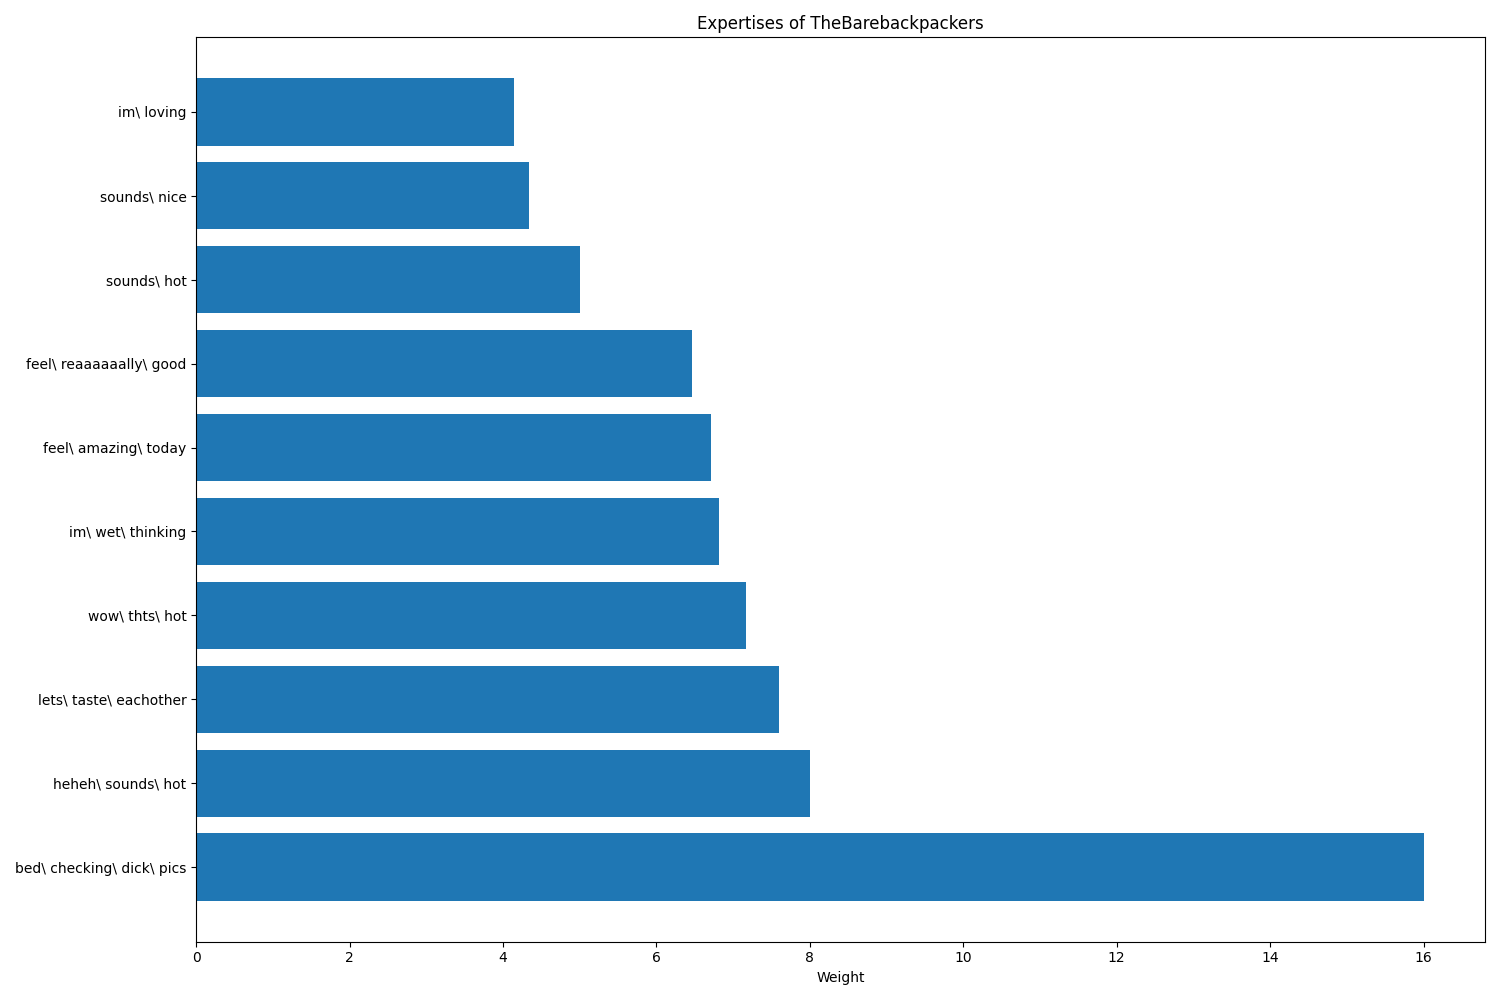 Expertises of TheBarebackpackers
im\ loving
sounds\ nice
sounds\ hot
feel\ reaaaaaally\ good
feel\ amazing\ today
im\ wet\ thinking
wow\ thts\ hot
lets\ taste\ eachother
heheh\ sounds\ hot
bed\ checking\ dick\ pics
0 2 4 6 8 10 12 14 16
Weight